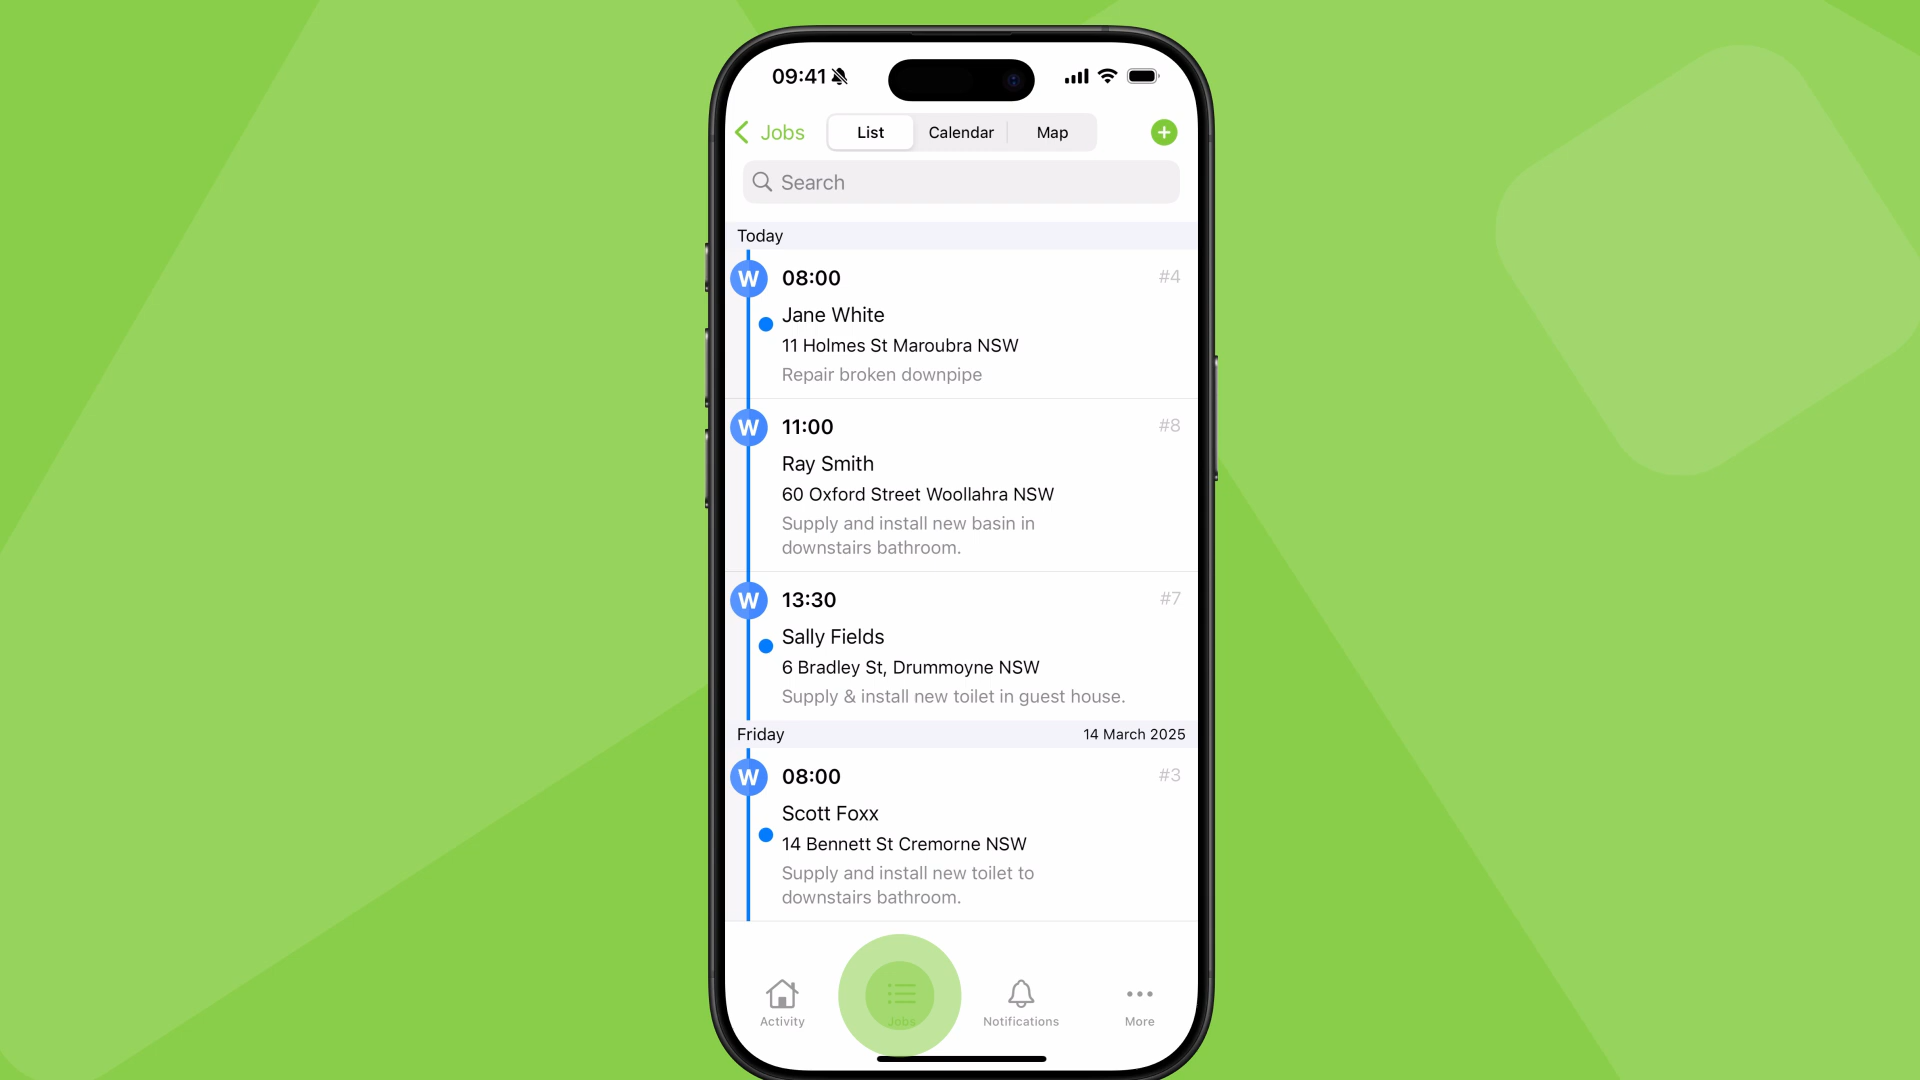 09:41
Jobs
List
Calendar
Map
Search
Today
W
08:00
#4
Jane White
11 Holmes St Maroubra NSW
Repair broken downpipe
W
11:00
#8
Ray Smith
60 Oxford Street Woollahra NSW
Supply and install new basin in
downstairs bathroom.
W
13:30
#7
Sally Fields
6 Bradley St, Drummoyne NSW
Supply & install new toilet in guest house.
Friday
14 March 2025
W
08:00
#3
Scott Foxx
14 Bennett St Cremorne NSW
Supply and install new toilet to
downstairs bathroom.
Activity
Jobs
Notifications
More